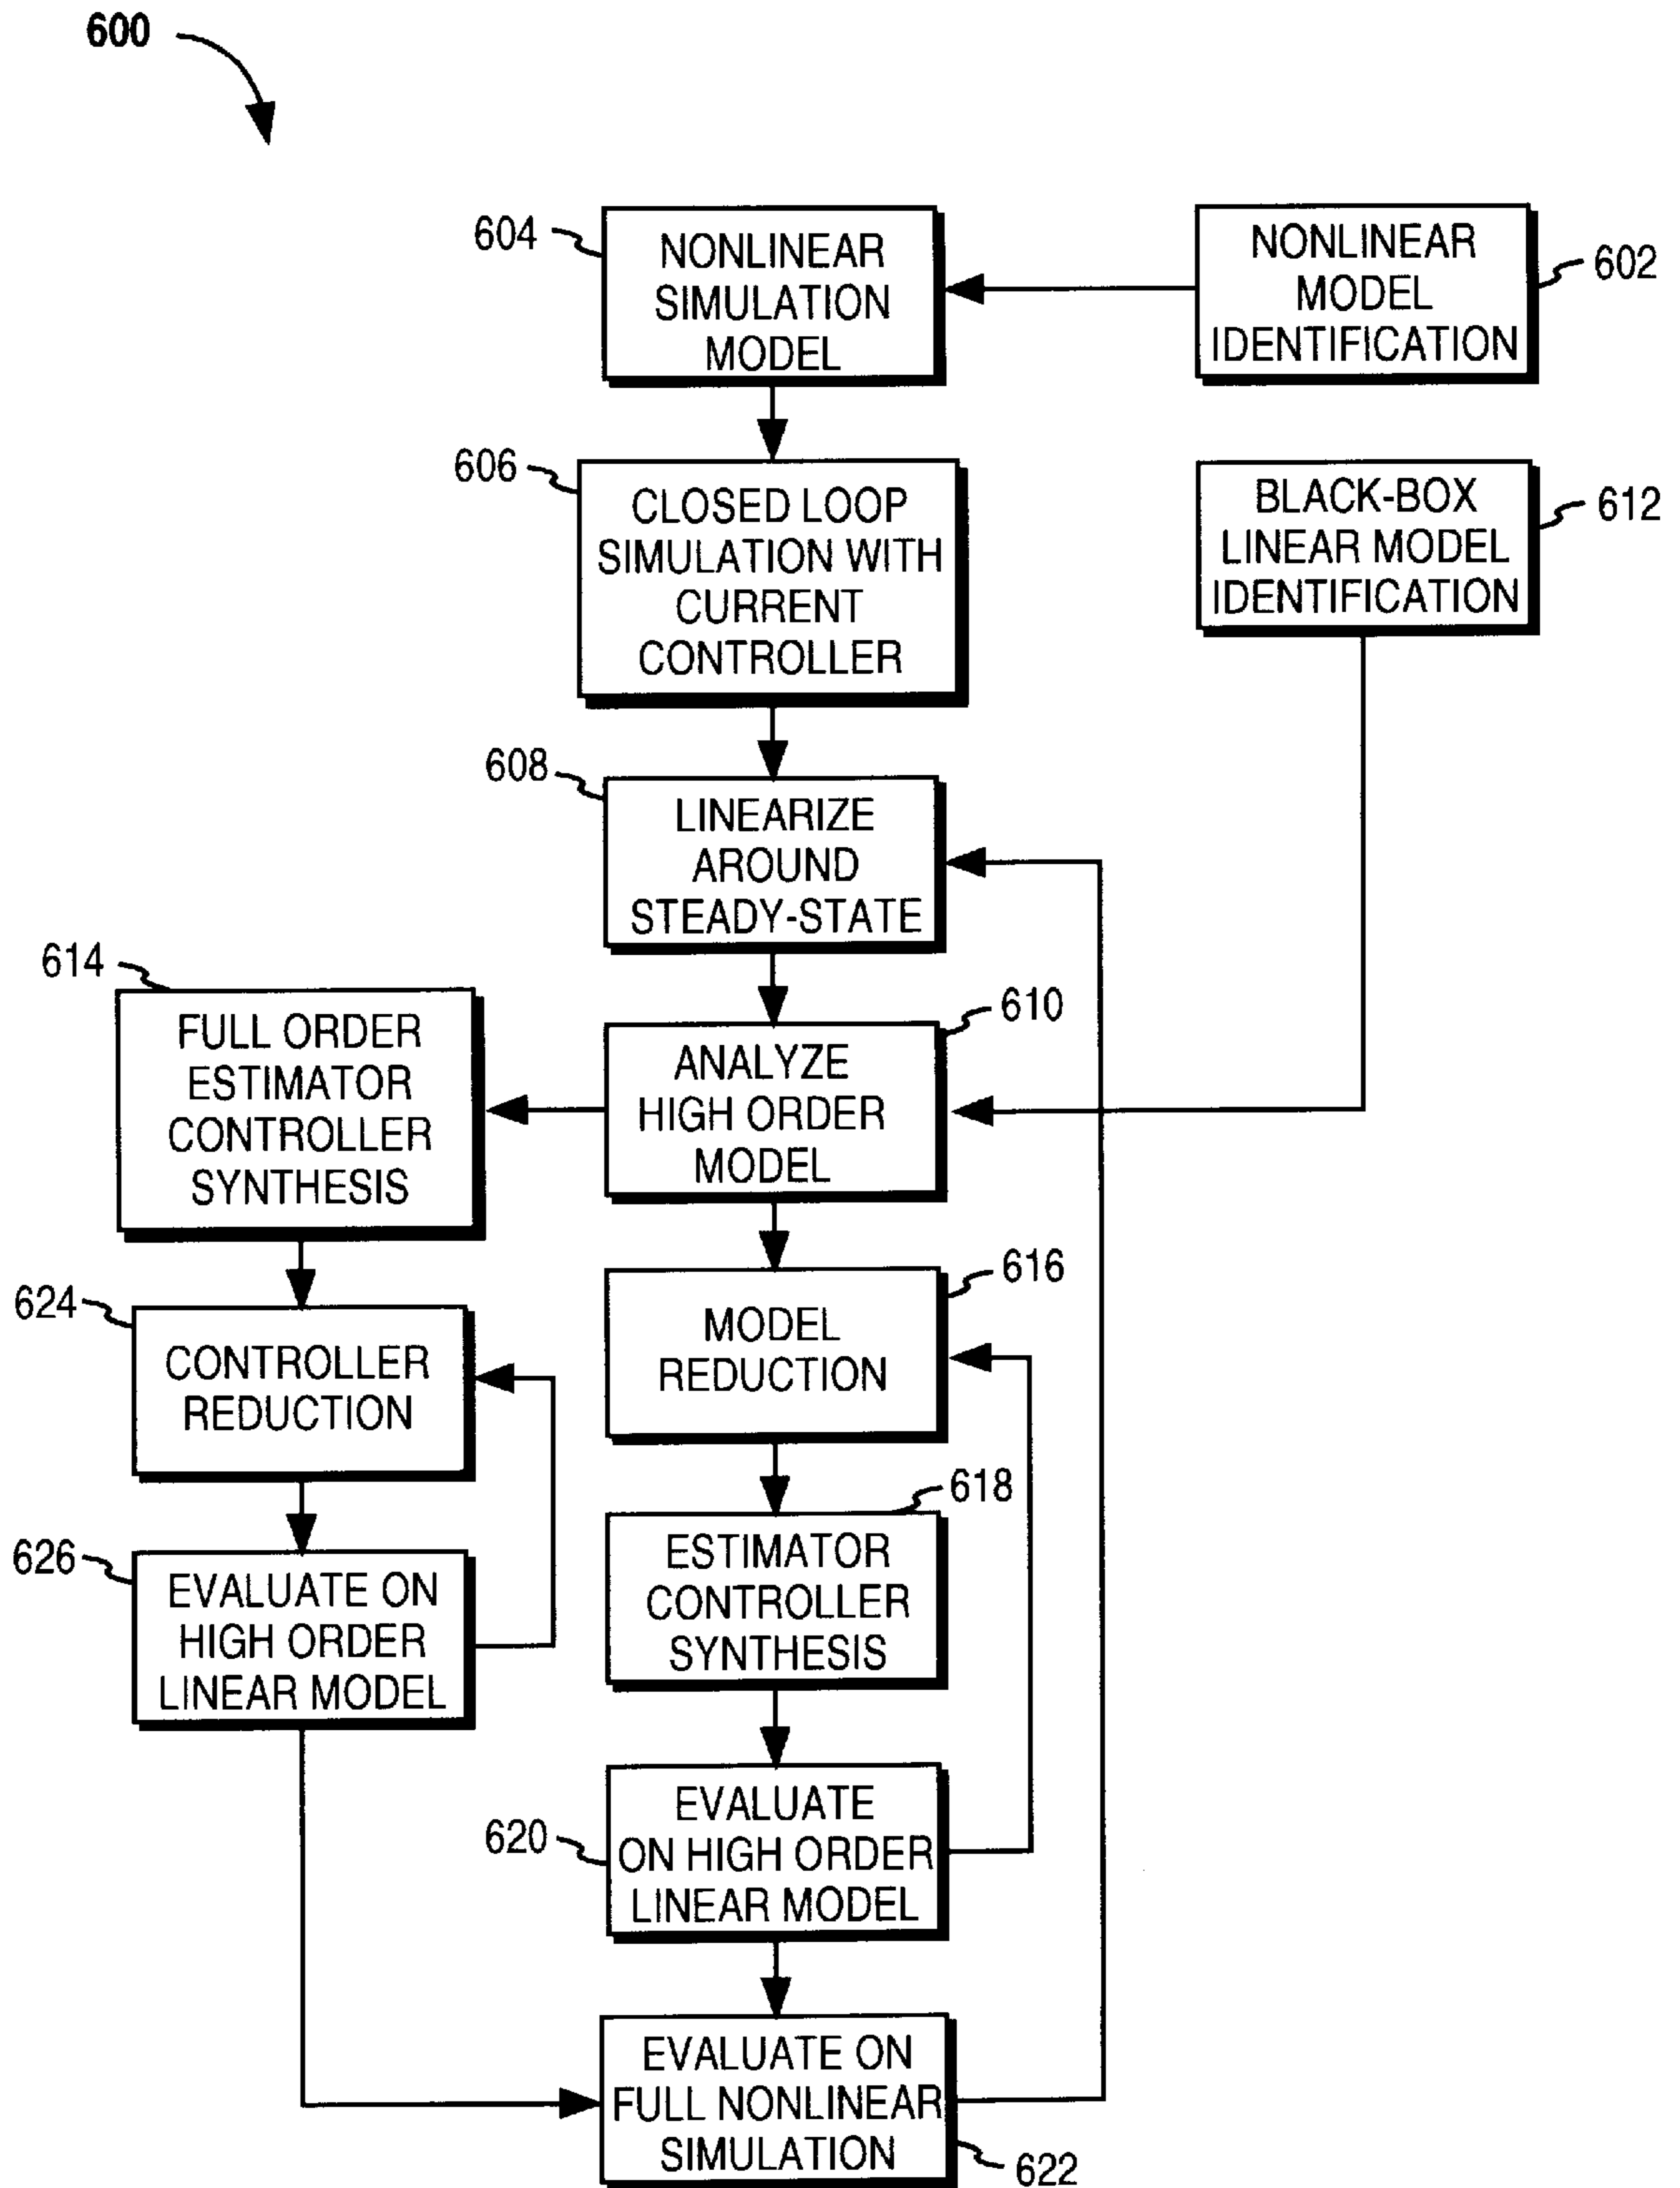 600
604
NONLINEAR
SIMULATION
MODEL
NONLINEAR
MODEL
IDENTIFICATION
602
606
CLOSED LOOP
SIMULATION WITH
CURRENT
CONTROLLER
BLACK-BOX
LINEAR MODEL
IDENTIFICATION
612
608
LINEARIZE
AROUND
STEADY-STATE
614
FULL ORDER
ESTIMATOR
CONTROLLER
SYNTHESIS
610
ANALYZE
HIGH ORDER
MODEL
616
MODEL
REDUCTION
624
CONTROLLER
REDUCTION
618
ESTIMATOR
CONTROLLER
SYNTHESIS
626
EVALUATE ON
HIGH ORDER
LINEAR MODEL
620
EVALUATE
ON HIGH ORDER
LINEAR MODEL
EVALUATE ON
FULL NONLINEAR
SIMULATION
622